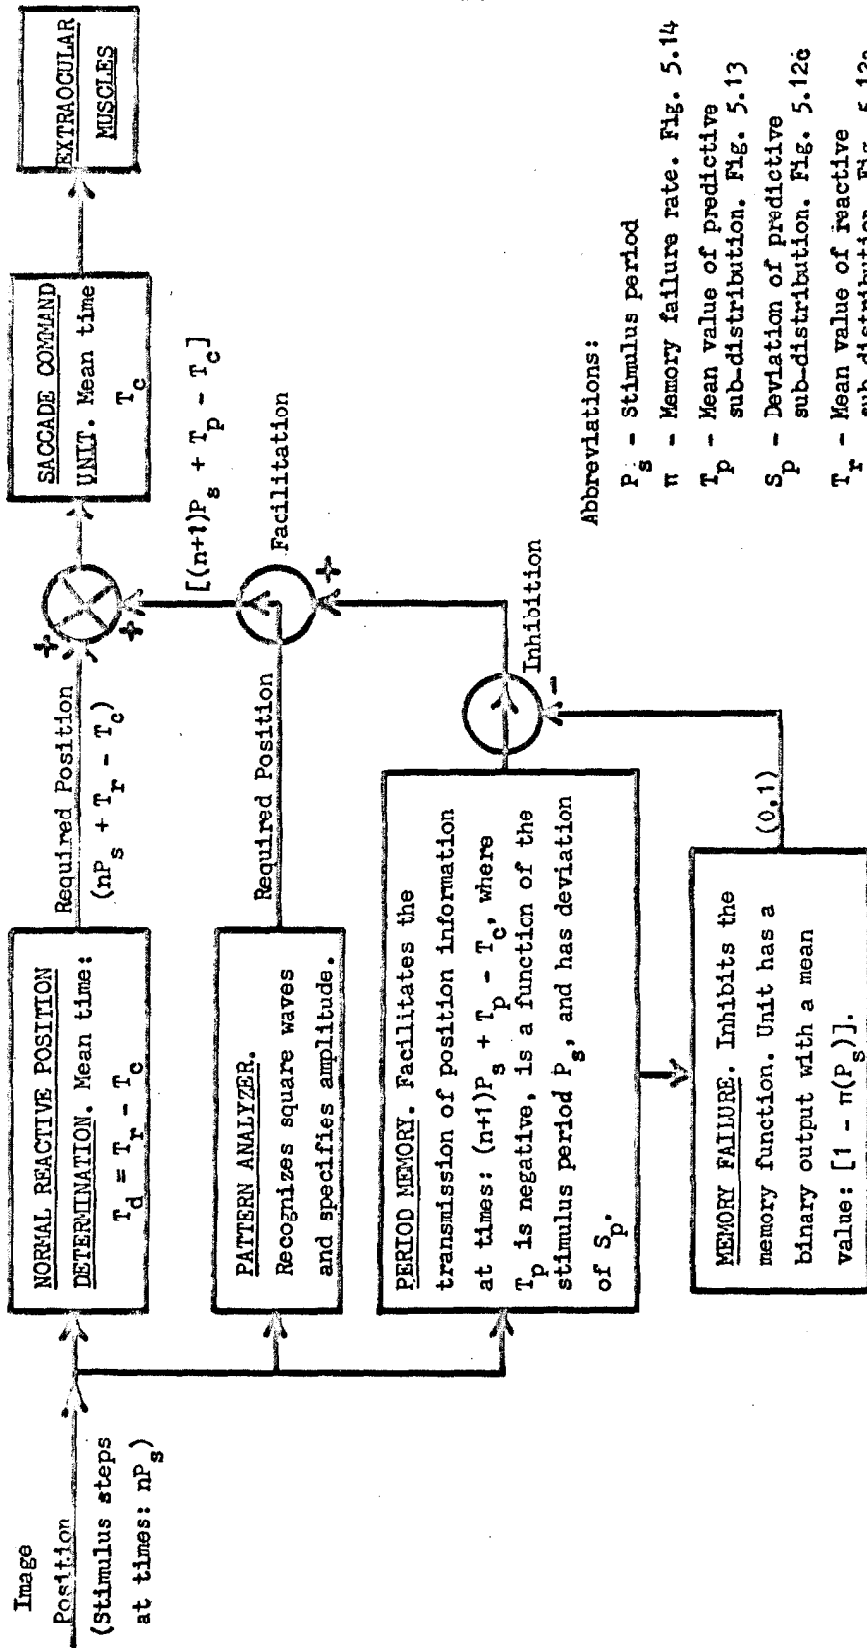 Image
Position
(Stimulus steps
at times: nP_s)
NORMAL REACTIVE POSITION
DETERMINATION. Mean time:
T_d = T_r - T_c
Required Position
(nP_s + T_r - T_c)
+
+
SACCADE COMMAND
UNIT. Mean time
T_c
EXTRAOCULAR
MUSCLES
[(n+1)P_s + T_p - T_c]
PATTERN ANALYZER.
Recognizes square waves
and specifies amplitude.
Required Position
Facilitation
+
PERIOD MEMORY. Facilitates the
transmission of position information
at times: (n+1)P_s + T_p - T_c, where
T_p is negative, is a function of the
stimulus period P_s, and has deviation
of S_p.
Inhibition
-
MEMORY FAILURE. Inhibits the
memory function. Unit has a
binary output with a mean
value: [1 - π(P_s)].
(0,1)
Abbreviations:
P_s - Stimulus period
π - Memory failure rate. Fig. 5.14
T_p - Mean value of predictive
sub-distribution. Fig. 5.13
S_p - Deviation of predictive
sub-distribution. Fig. 5.12c
T_r - Mean value of reactive